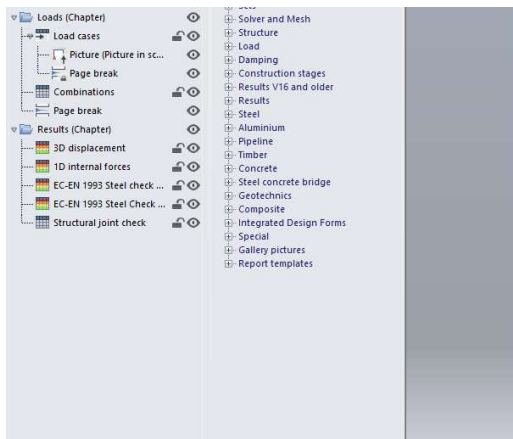 Loads (Chapter)
Load cases
Picture (Picture in sc...
Page break
Combinations
Page break
Results (Chapter)
3D displacement
1D internal forces
EC-EN 1993 Steel check ...
EC-EN 1993 Steel Check ...
Structural joint check
Sets
Solver and Mesh
Structure
Load
Damping
Construction stages
Results V16 and older
Results
Steel
Aluminium
Pipeline
Timber
Concrete
Steel concrete bridge
Geotechnics
Composite
Integrated Design Forms
Special
Gallery pictures
Report templates